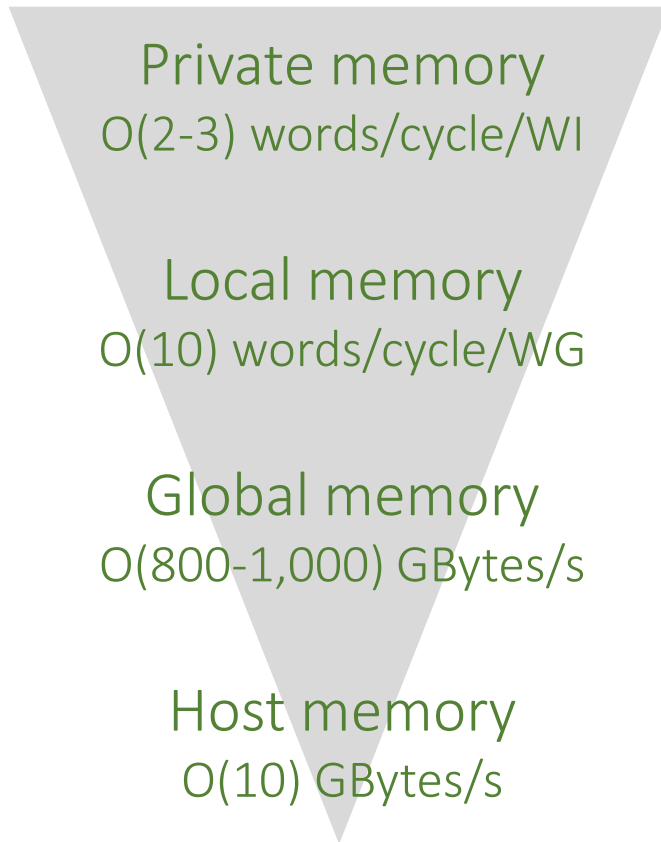 Private memory
O(2-3) words/cycle/WI
Local memory
O(10) words/cycle/WG
Global memory
O(800-1,000) GBytes/s
Host memory
O(10) GBytes/s